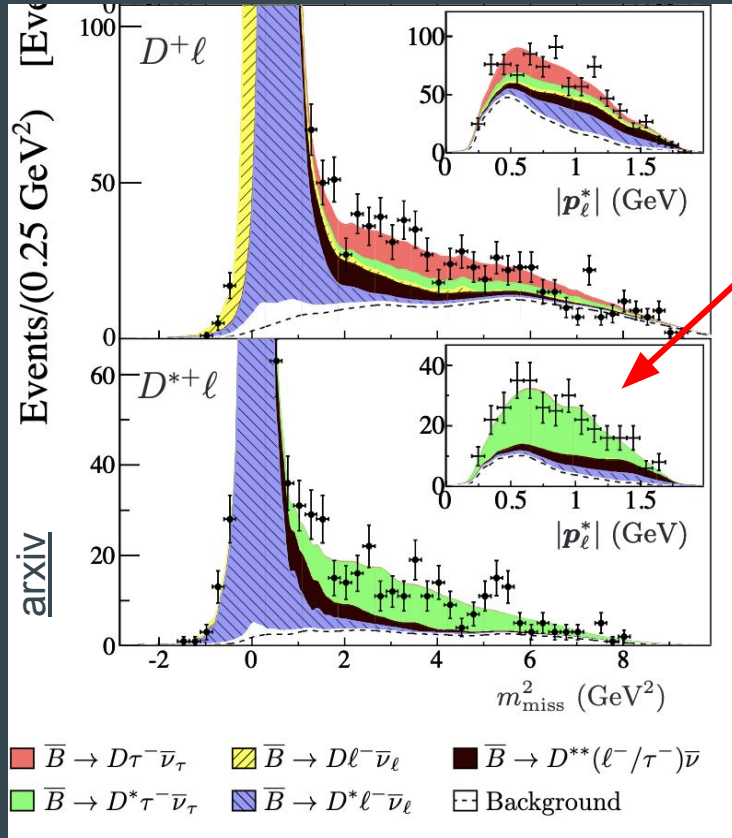 Events/(0.25 GeV²) [Eve
100
50
0
D⁺ℓ
100
50
0
0 0.5 1 1.5
|p*ℓ| (GeV)
60
40
20
0
D*⁺ℓ
40
20
0
0 0.5 1 1.5
|p*ℓ| (GeV)
-2 0 2 4 6 8
m²miss (GeV²)
arxiv
B̅ → Dτ⁻ν̅τ B̅ → Dℓ⁻ν̅ℓ B̅ → D**(ℓ⁻/τ⁻)ν̅
B̅ → D*τ⁻ν̅τ B̅ → D*ℓ⁻ν̅ℓ Background